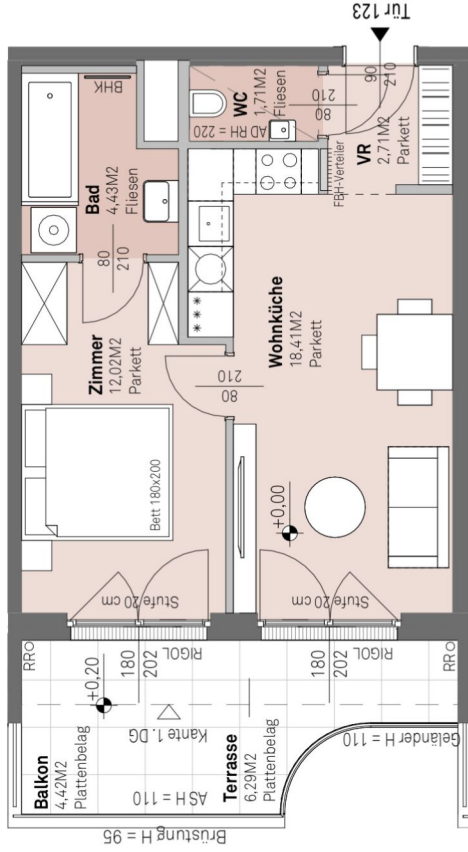 Tür 123
90
210
BHK
WC
1,71M2
Fliesen
AD RH = 220
80
210
VR
2,71M2
Parkett
FBH-Verteiler
Bad
4,43M2
Fliesen
80
210
Zimmer
12,02M2
Parkett
Wohnküche
18,41M2
Parkett
80
210
Bett 180x200
±0,00
Stufe 20 cm
Stufe 20 cm
RRO
180
202
RIGOL
180
202
RIGOL
RRO
+0,20
Kante 1. DG
Balkon
4,42M2
Plattenbelag
ASH = 110
Terrasse
6,29M2
Plattenbelag
Geländer H = 110
Brüstung H = 95